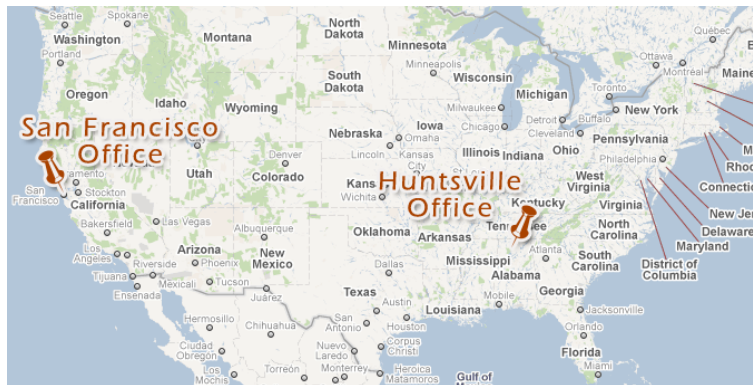 Seattle
Spokane
Washington
Portland
Oregon
Montana
Idaho
Wyoming
North
Dakota
South
Dakota
Minnesota
Minneapolis
Wisconsin
Michigan
Milwaukee
Chicago
Detroit
Toronto
Buffalo
Cleveland
Ottawa
Montreal
Québec
Maine
New York
Pennsylvania
Philadelphia
San Francisco
Office
San
Francisco
Stockton
California
Bakersfield
Los
Angeles
Riverside
Tijuana
Mexicali
Ensenada
Las Vegas
Utah
Denver
Colorado
Nebraska
Lincoln
Iowa
Omaha
Kansas
City
Wichita
Illinois
Indiana
Ohio
West
Virginia
Virginia
Huntsville
Office
Kentucky
Arizona
Phoenix
Tucson
Albuquerque
New
Mexico
Juárez
Oklahoma
Arkansas
Dallas
Texas
Austin
San
Antonio
Houston
Corpus
Christi
Mississippi
Alabama
Louisiana
Mobile
Atlanta
Georgia
North
Carolina
South
Carolina
Jacksonville
Orlando
Florida
Miami
Connecti
New Jer
Delaware
Maryland
District of
Columbia
Hermosillo
Chihuahua
Ciudad
Obregón
Los
Mochis
Torreón
Nuevo
Laredo
Monterrey
Heroica
Matamoros
Gulf of